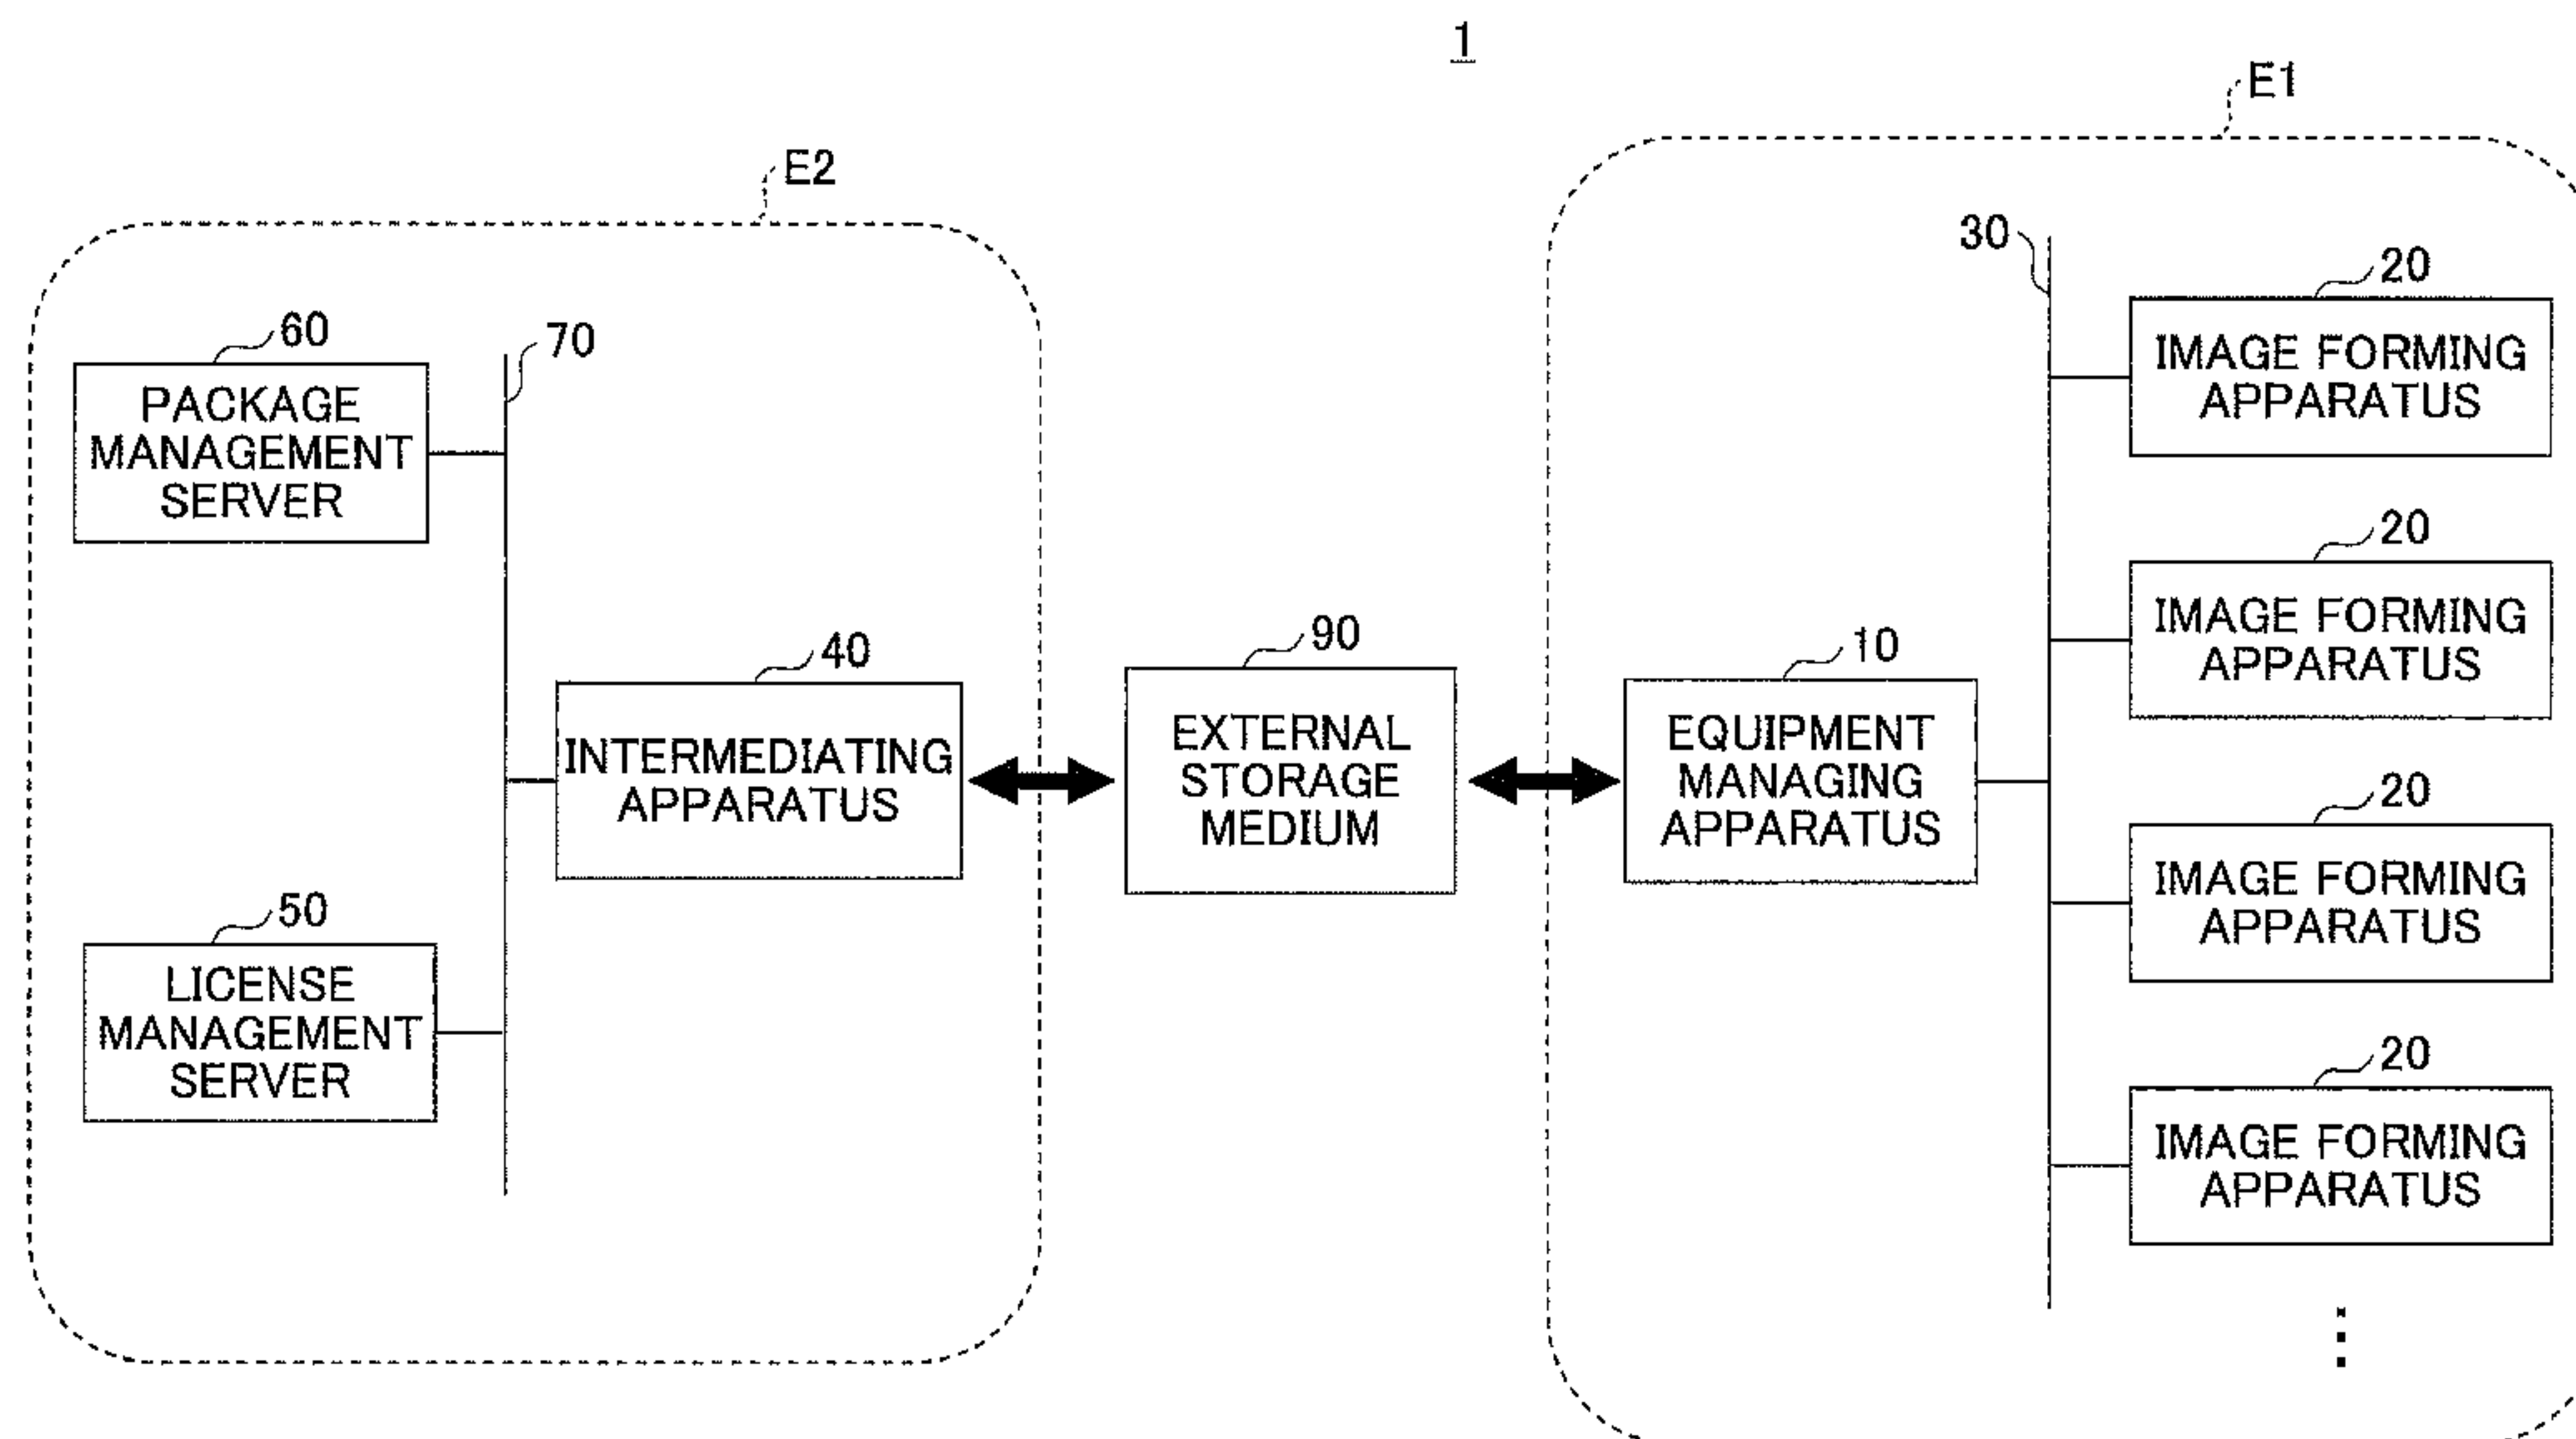 1
E1
E2
30
20
IMAGE FORMING
APPARATUS
60
70
PACKAGE
MANAGEMENT
SERVER
20
IMAGE FORMING
APPARATUS
40
INTERMEDIATING
APPARATUS
90
EXTERNAL
STORAGE
MEDIUM
10
EQUIPMENT
MANAGING
APPARATUS
20
IMAGE FORMING
APPARATUS
50
LICENSE
MANAGEMENT
SERVER
20
IMAGE FORMING
APPARATUS